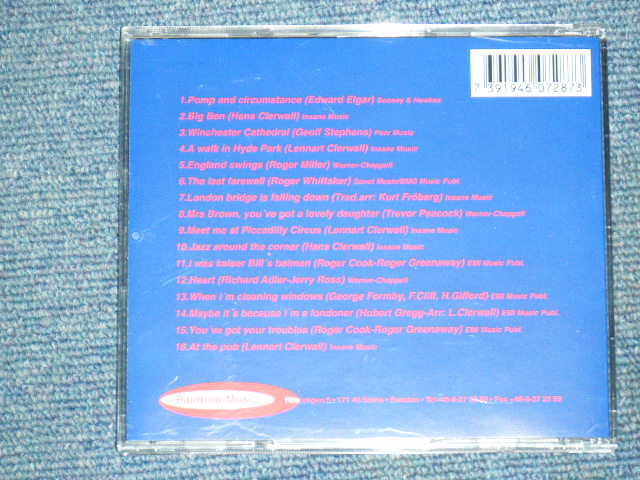 7 391946 072873
1.Pomp and circumstance (Edward Elgar) Boosey & Hawkes
2.Big Ben (Hans Clerwall) Insane Music
3.Winchester Cathedral (Geoff Stephens) Peer Music
4.A walk in Hyde Park (Lennart Clerwall) Insane Music
5.England swings (Roger Miller) Warner-Chappell
6.The last farewell (Roger Whittaker) Sonet Music/BMG Music Publ.
7.London bridge is falling down (Trad.arr: Kurt Fröberg) Insane Music
8.Mrs Brown, you´ve got a lovely daughter (Trevor Peacock) Warner-Chappell
9.Meet me at Piccadilly Circus (Lennart Clerwall) Insane Music
10.Jazz around the corner (Hans Clerwall) Insane Music
11.I was kaiser Bill´s batman (Roger Cook-Roger Greenaway) EMI Music Publ.
12.Heart (Richard Adler-Jerry Ross) Warner-Chappell
13.When i´m cleaning windows (George Formby, F.Cliff, H.Gifford) EMI Music Publ.
14.Maybe it´s because i´m a londoner (Hubert Gregg-Arr: L.Clerwall) EMI Music Publ.
15.You´ve got your troubles (Roger Cook-Roger Greenaway) EMI Music Publ.
16.At the pub (Lennart Clerwall) Insane Music
Rainbow Music 171 40 Solna • Sweden • Tel +46-8-27 • Fax +46-8-27 29 59